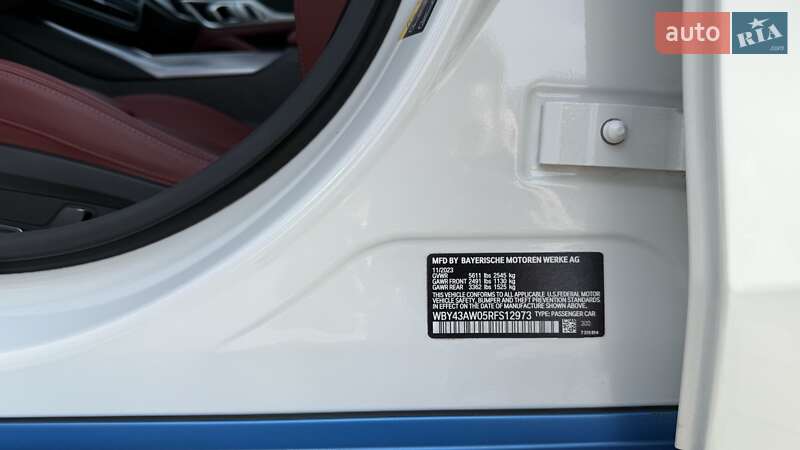 auto RIA
.com
MFD BY BAYERISCHE MOTOREN WERKE AG
11/2023
GVWR 5611 lbs 2545 kg
GAWR FRONT 2491 lbs 1130 kg
GAWR REAR 3362 lbs 1525 kg
THIS VEHICLE CONFORMS TO ALL APPLICABLE U.S.FEDERAL MOTOR
VEHICLE SAFETY, BUMPER AND THEFT PREVENTION STANDARDS
IN EFFECT ON THE DATE OF MANUFACTURE SHOWN ABOVE.
WBY43AW05RFS12973 TYPE: PASSENGER CAR